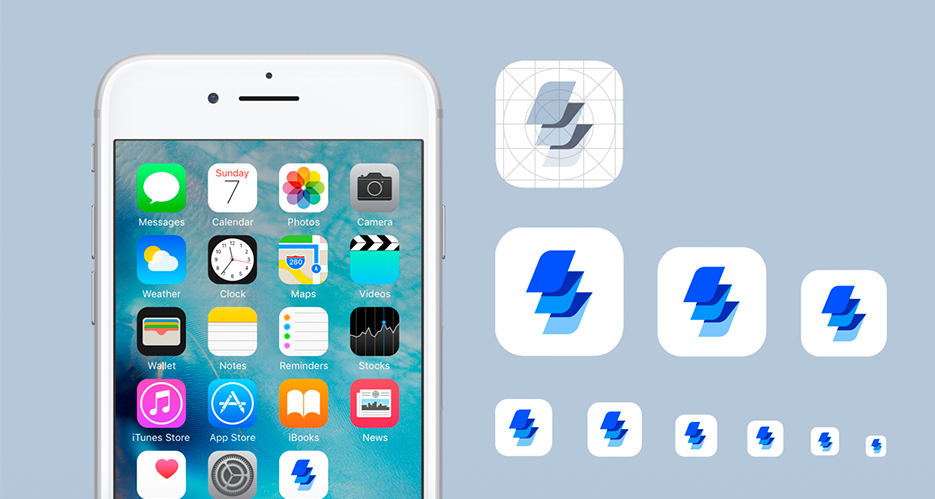 Sunday
7
Messages
Calendar
Photos
Camera
280
Weather
Clock
Maps
Videos
Wallet
Notes
Reminders
Stocks
iTunes Store
App Store
iBooks
News